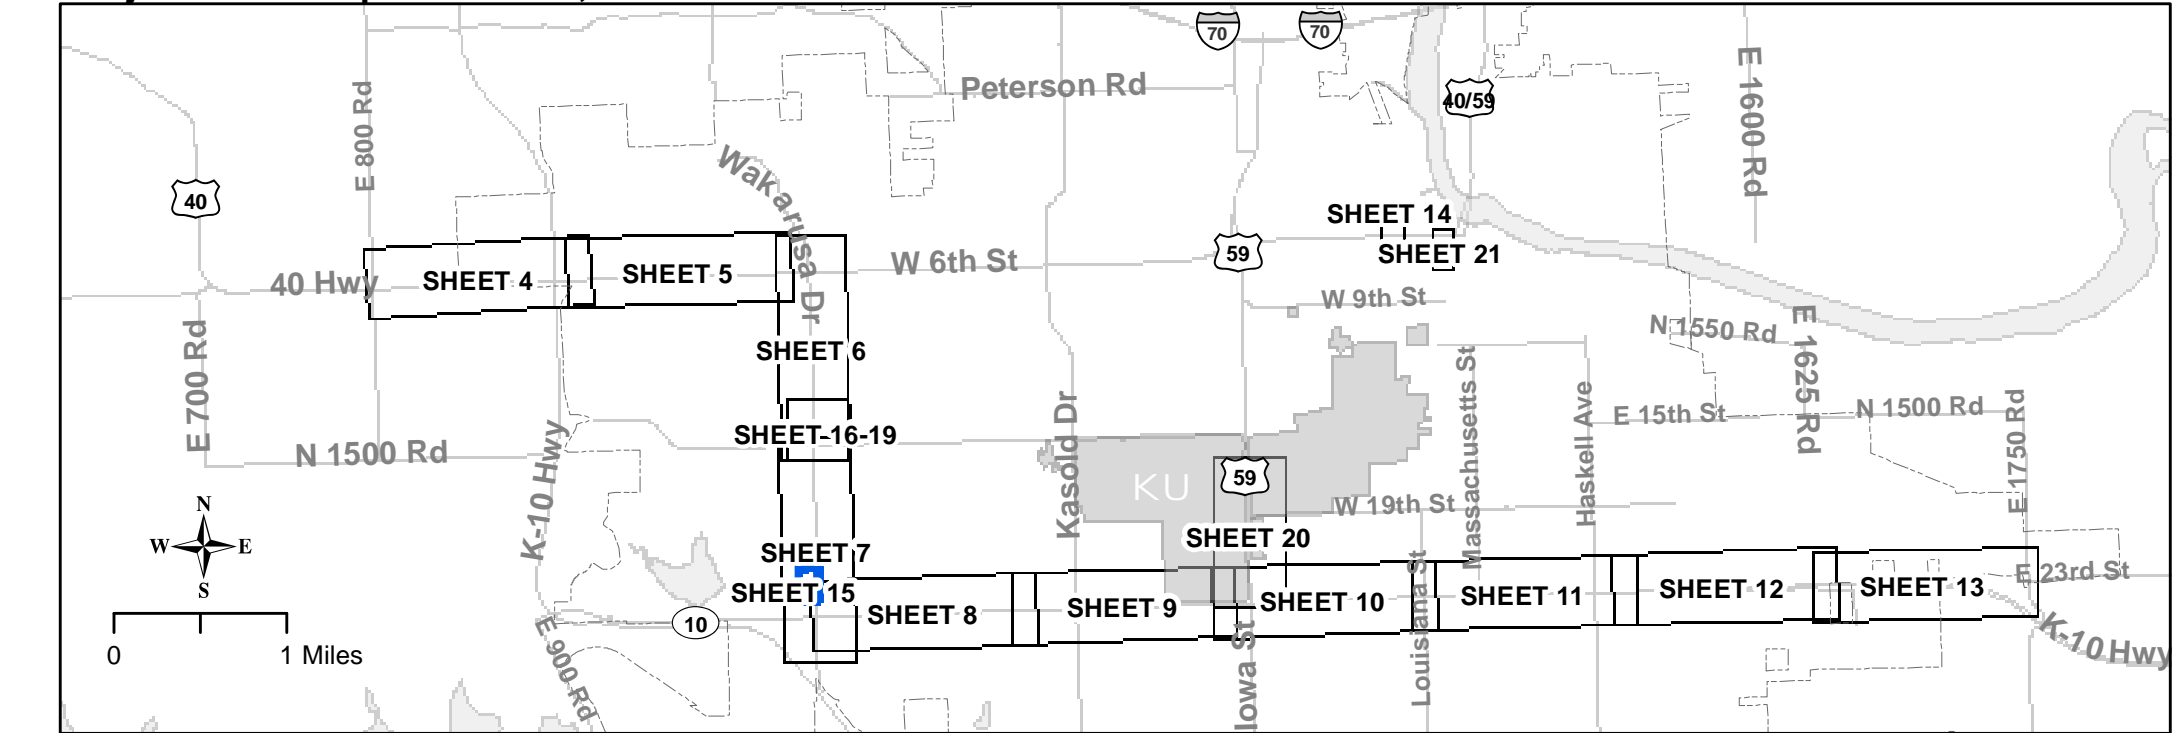 70
70
Peterson Rd
40/59
E 1600 Rd
E 800 Rd
Wakarusa Dr
40
SHEET 14
59
SHEET 21
W 6th St
SHEET 4
SHEET 5
40 Hwy
W 9th St
N 1550 Rd
E 1625 Rd
E 700 Rd
SHEET 6
Massachusetts St
Haskell Ave
E 15th St
N 1500 Rd
E 1750 Rd
Kasold Dr
SHEET-16-19
N 1500 Rd
K-10 Hwy
KU
59
W 19th St
N
W E
S
SHEET 20
SHEET 7
SHEET 15
SHEET 8
SHEET 9
SHEET 10
SHEET 11
SHEET 12
SHEET 13
E 23rd St
10
Louisiana St
Iowa St
E 900 Rd
K-10 Hwy
0 1 Miles